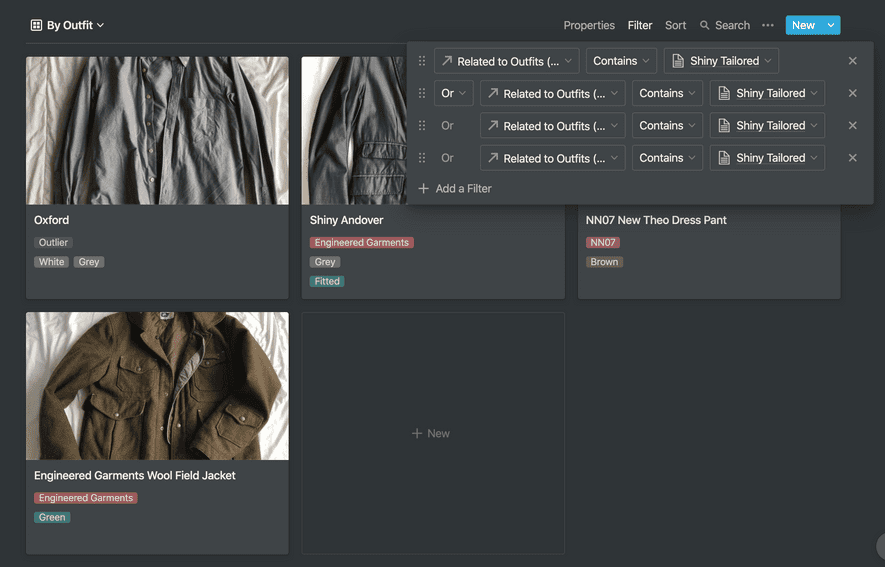 By Outfit
Properties Filter Sort Search ••• New
Related to Outfits (... Contains Shiny Tailored
Or Related to Outfits (... Contains Shiny Tailored
Or Related to Outfits (... Contains Shiny Tailored
Or Related to Outfits (... Contains Shiny Tailored
+ Add a Filter
Oxford
Outlier
White Grey
Shiny Andover
Engineered Garments
Grey
Fitted
NN07 New Theo Dress Pant
NN07
Brown
Engineered Garments Wool Field Jacket
Engineered Garments
Green
+ New